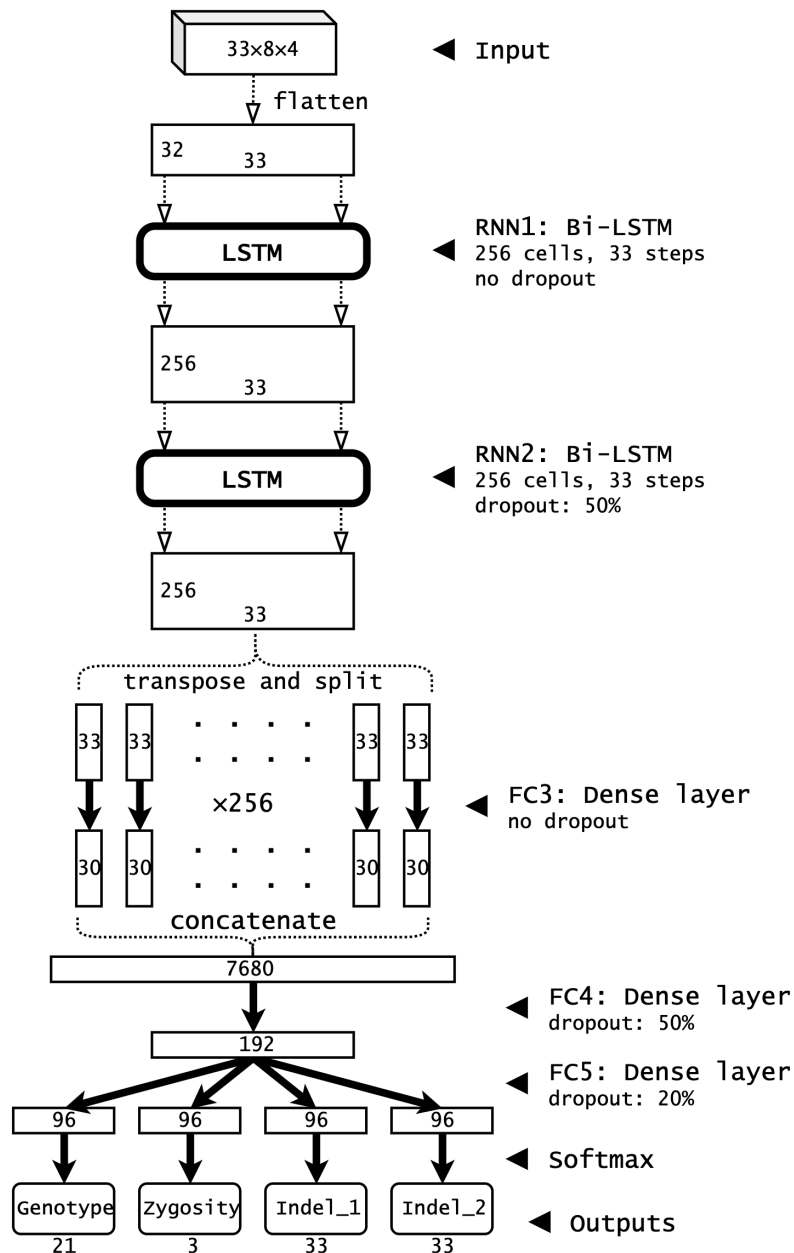 33×8×4
Input
flatten
32
33
RNN1: Bi-LSTM
256 cells, 33 steps
no dropout
LSTM
256
33
RNN2: Bi-LSTM
256 cells, 33 steps
dropout: 50%
LSTM
256
33
transpose and split
33 33 . . . . 33 33
. . . .
×256
FC3: Dense layer
no dropout
30 30 . . . . 30 30
. . . .
concatenate
7680
FC4: Dense layer
dropout: 50%
192
FC5: Dense layer
dropout: 20%
96 96 96 96
Softmax
Genotype Zygosity Indel_1 Indel_2
Outputs
21 3 33 33